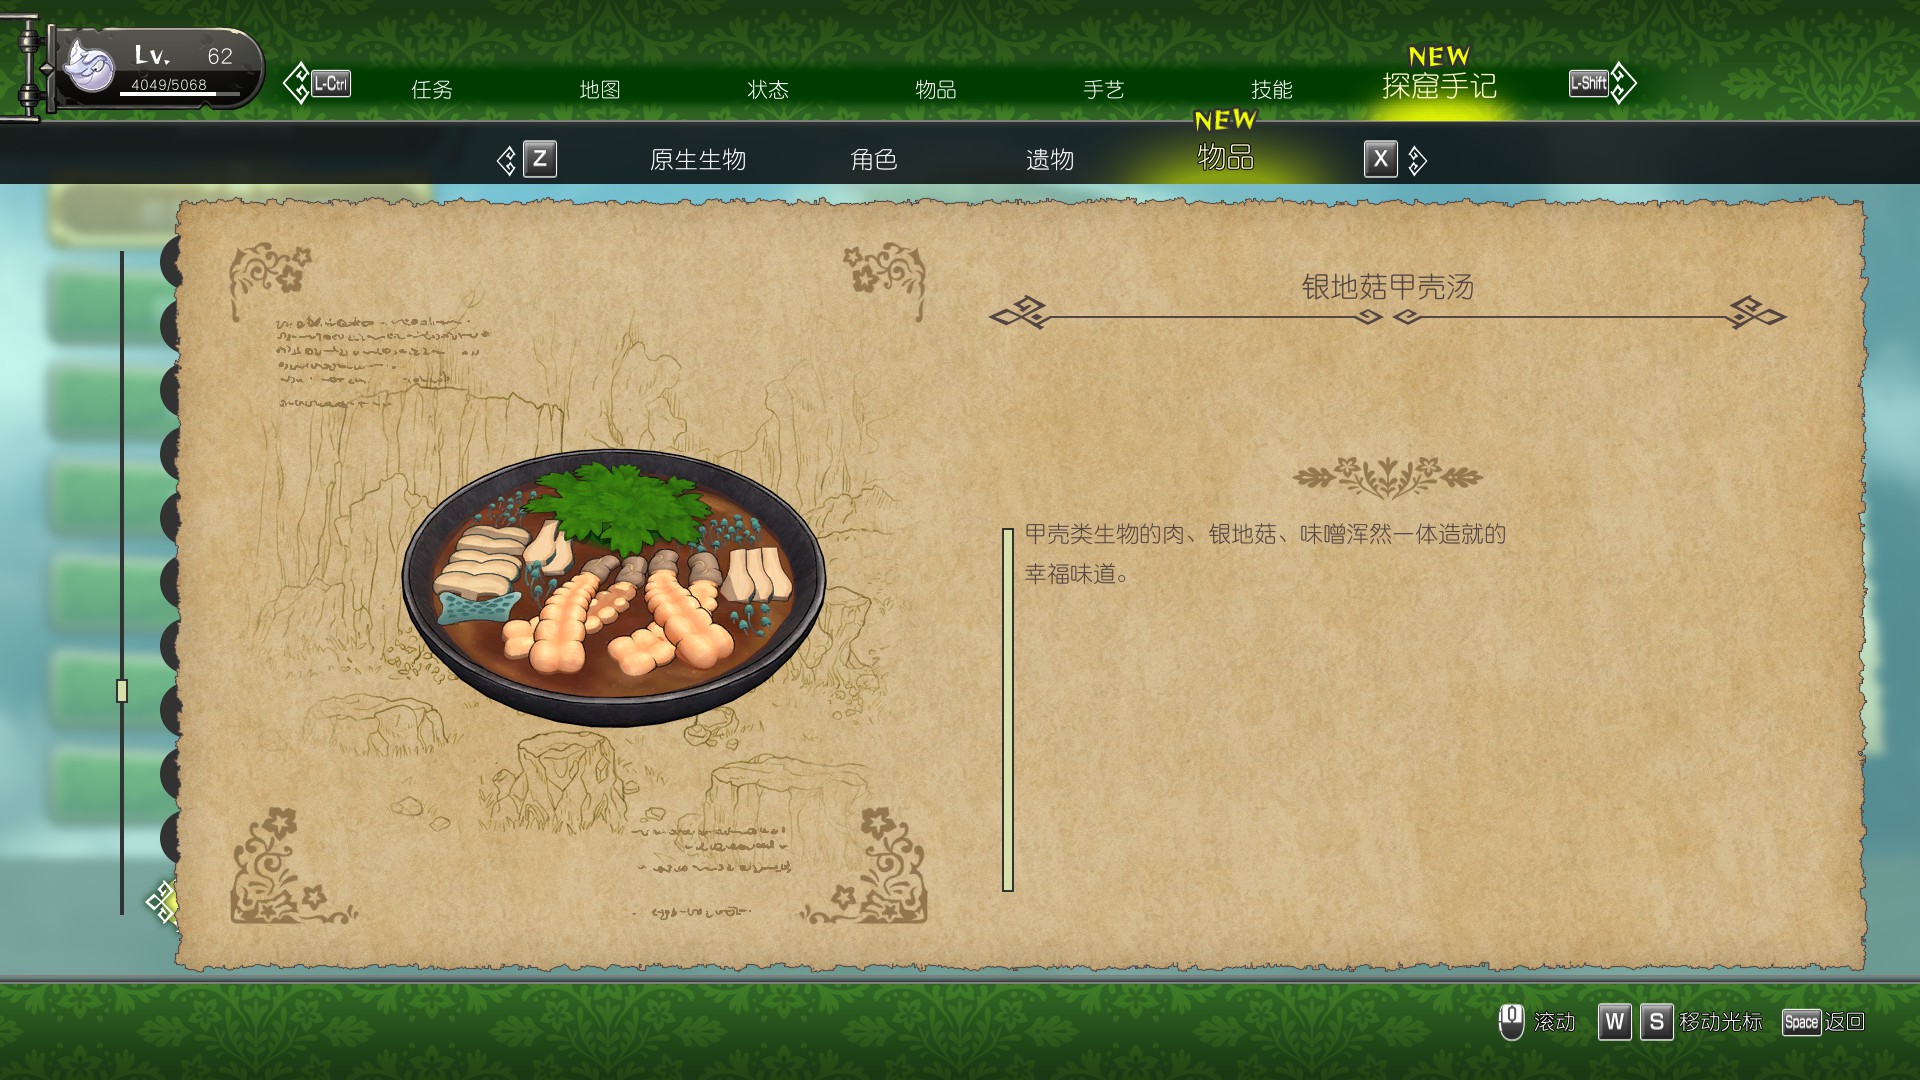 Lv. 62
4049/5068
L-Ctrl
任务
地图
状态
物品
手艺
技能
NEW
探窟手记
L-Shift
Z
原生生物
角色
遗物
NEW
物品
X
银地菇甲壳汤
甲壳类生物的肉、银地菇、味噌浑然一体造就的
幸福味道。
滚动
W S 移动光标
Space 返回